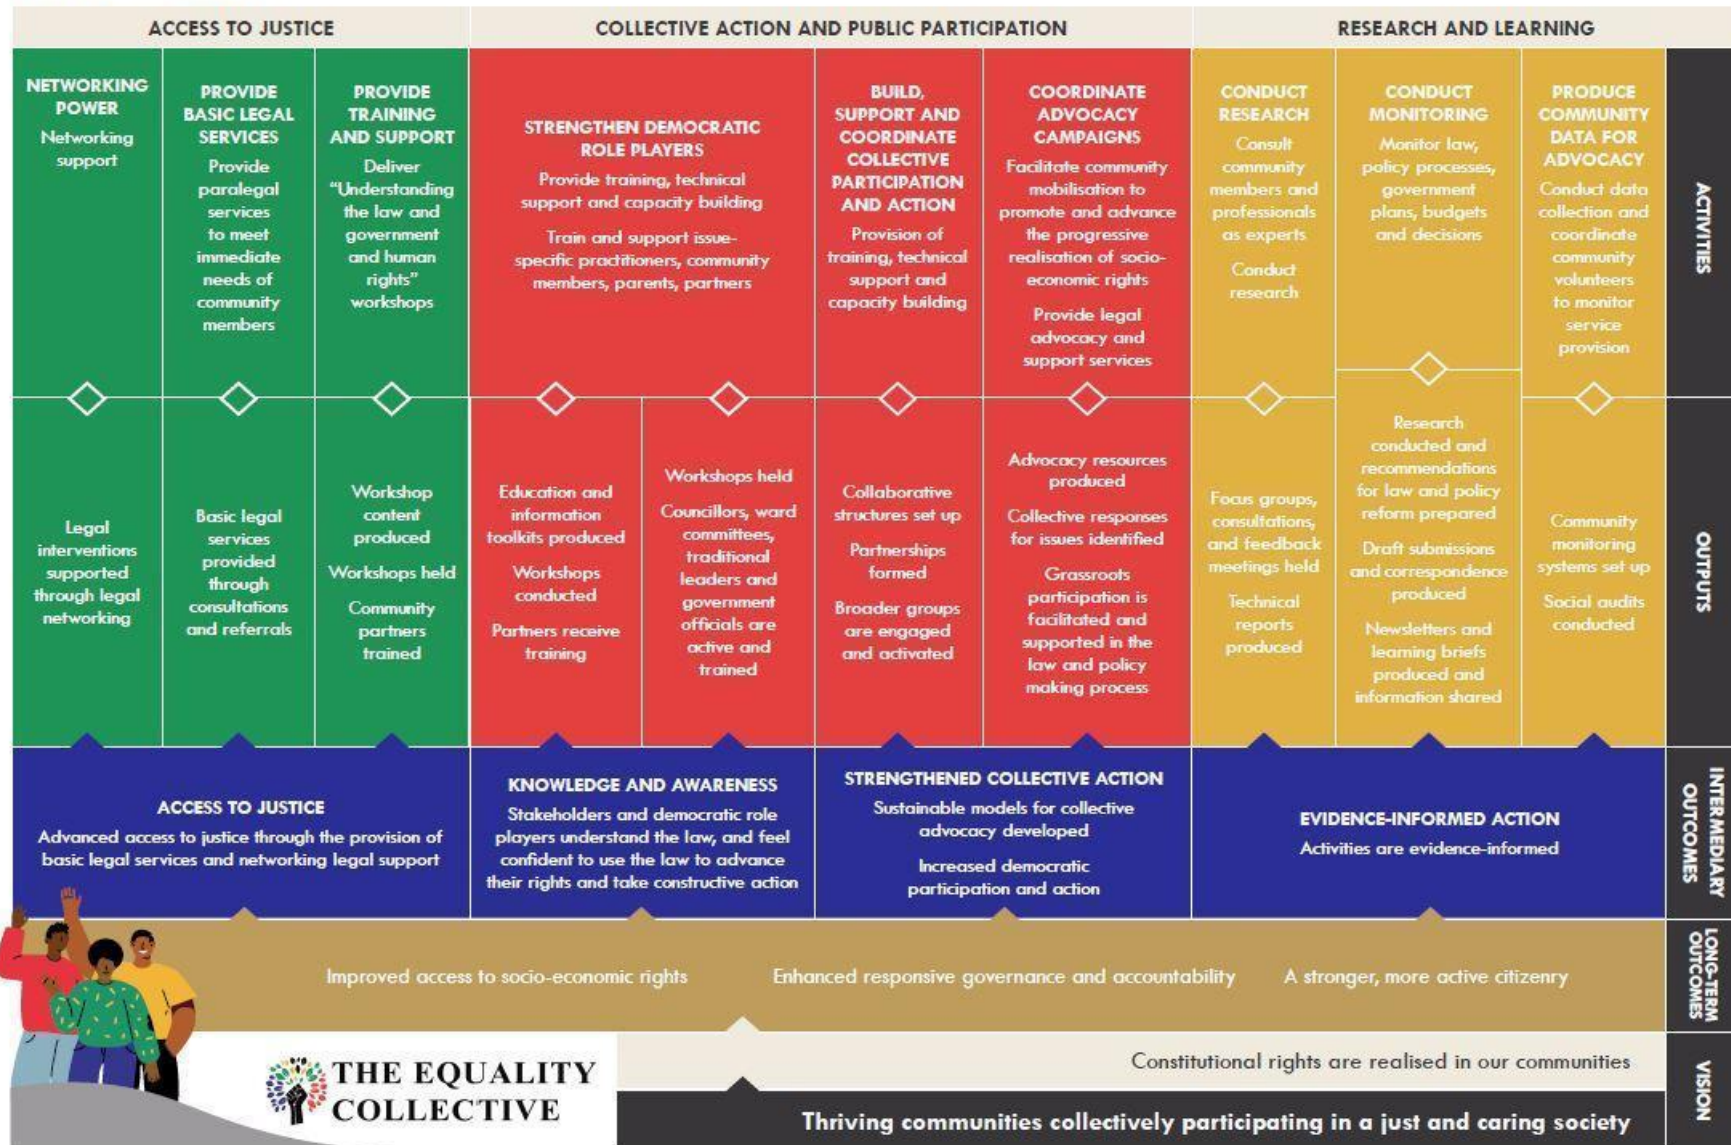 ACCESS TO JUSTICE
COLLECTIVE ACTION AND PUBLIC PARTICIPATION
RESEARCH AND LEARNING
NETWORKING
POWER
Networking
support
PROVIDE
BASIC LEGAL
SERVICES
Provide
paralegal
services
to meet
immediate
needs of
community
members
PROVIDE
TRAINING
AND SUPPORT
Deliver
“Understanding
the law and
government
and human
rights”
workshops
STRENGTHEN DEMOCRATIC
ROLE PLAYERS
Provide training, technical
support and capacity building
Train and support issue-
specific practitioners, community
members, parents, partners
BUILD,
SUPPORT AND
COORDINATE
COLLECTIVE
PARTICIPATION
AND ACTION
Provision of
training, technical
support and
capacity building
COORDINATE
ADVOCACY
CAMPAIGNS
Facilitate community
mobilisation to
promote and advance
the progressive
realisation of socio-
economic rights
Provide legal
advocacy and
support services
CONDUCT
RESEARCH
Consult
community
members and
professionals
as experts
Conduct
research
CONDUCT
MONITORING
Monitor law,
policy processes,
government
plans, budgets
and decisions
PRODUCE
COMMUNITY
DATA FOR
ADVOCACY
Conduct data
collection and
coordinate
community
volunteers
to monitor
service
provision
ACTIVITIES
Legal
interventions
supported
through legal
networking
Basic legal
services
provided
through
consultations
and referrals
Workshop
content
produced
Workshops held
Community
partners
trained
Education and
information
toolkits produced
Workshops
conducted
Partners receive
training
Workshops held
Councillors, ward
committees,
traditional
leaders and
government
officials are
active and
trained
Collaborative
structures set up
Partnerships
formed
Broader groups
are engaged
and activated
Advocacy resources
produced
Collective responses
for issues identified
Grassroots
participation is
facilitated and
supported in the
law and policy
making process
Focus groups,
consultations,
and feedback
meetings held
Technical
reports
produced
Research
conducted and
recommendations
for law and policy
reform prepared
Draft submissions
and correspondence
produced
Newsletters and
learning briefs
produced and
information shared
Community
monitoring
systems set up
Social audits
conducted
OUTPUTS
ACCESS TO JUSTICE
Advanced access to justice through the provision of
basic legal services and networking legal support
KNOWLEDGE AND AWARENESS
Stakeholders and democratic role
players understand the law, and feel
confident to use the law to advance
their rights and take constructive action
STRENGTHENED COLLECTIVE ACTION
Sustainable models for collective
advocacy developed
Increased democratic
participation and action
EVIDENCE-INFORMED ACTION
Activities are evidence-informed
INTERMEDIARY
OUTCOMES
Improved access to socio-economic rights
Enhanced responsive governance and accountability
A stronger, more active citizenry
LONG-TERM
OUTCOMES
THE EQUALITY
COLLECTIVE
Constitutional rights are realised in our communities
Thriving communities collectively participating in a just and caring society
VISION